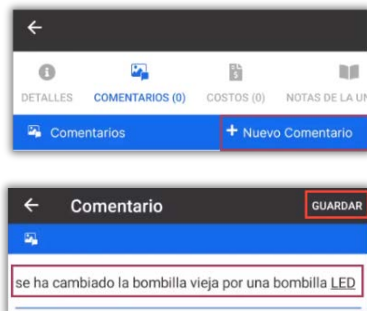 DETALLES COMENTARIOS (0) COSTOS (0) NOTAS DE LA UN
Comentarios + Nuevo Comentario
Comentario GUARDAR
se ha cambiado la bombilla vieja por una bombilla LED